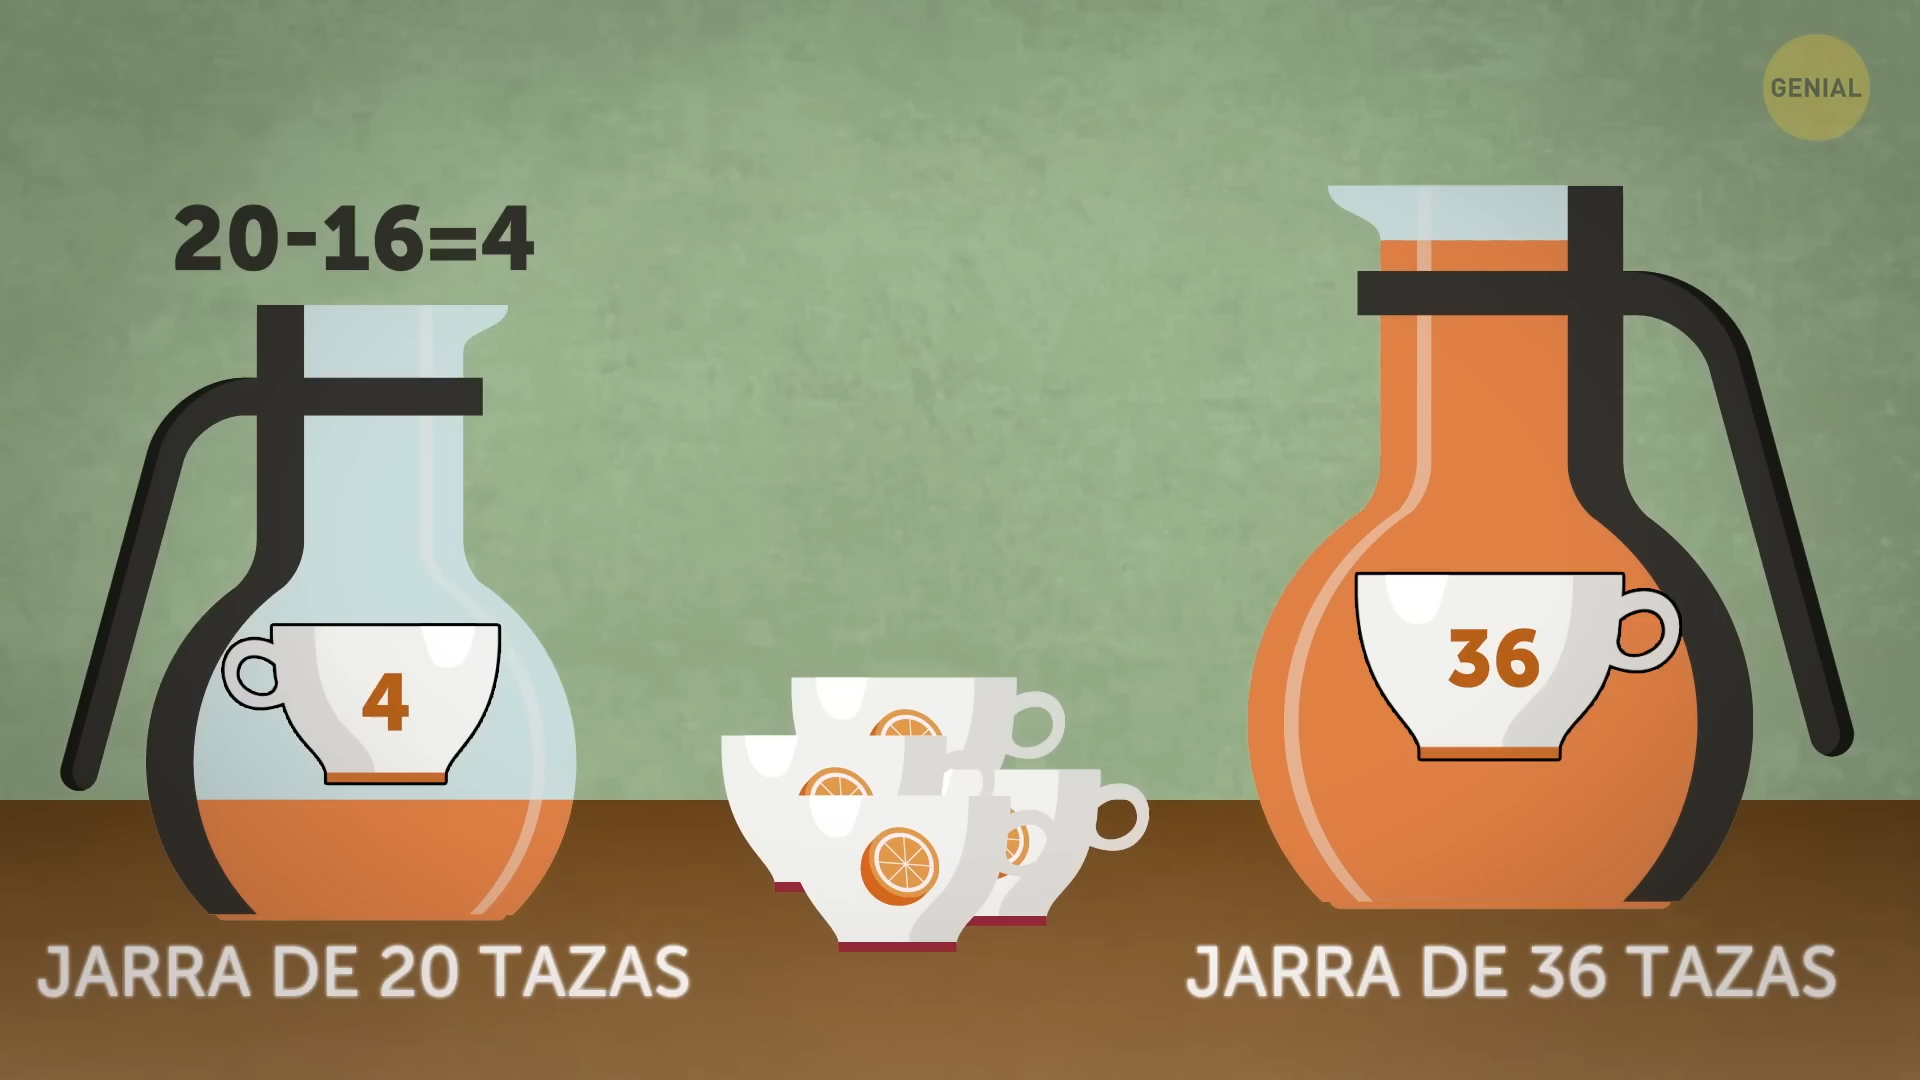 GENIAL
20-16=4
4
36
JARRA DE 20 TAZAS
JARRA DE 36 TAZAS